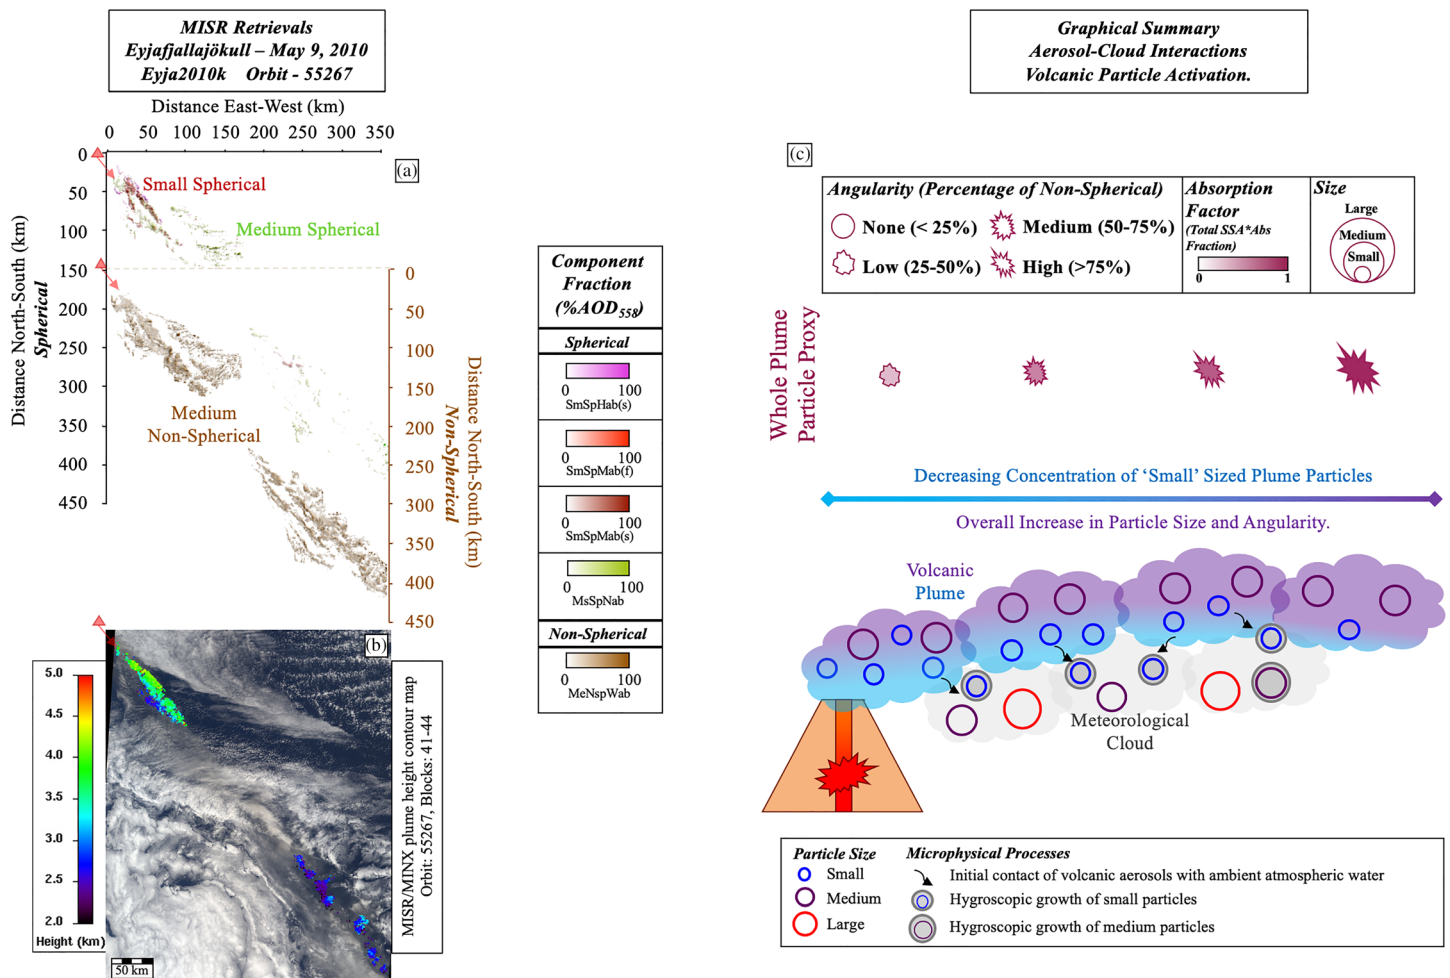 MISR Retrievals
Eyjafjallajökull – May 9, 2010
Eyja2010k Orbit - 55267
Distance East-West (km)
0 50 100 150 200 250 300 350
(a)
Distance North-South (km)
Spherical
0
50
100
150
200
250
300
350
400
450
Small Spherical
Medium Spherical
Medium
Non-Spherical
0
50
100
150
200
250
300
350
400
450
Distance North-South (km)
Non-Spherical
Component
Fraction
(%AOD558)
Spherical
0 100
SmSpHab(s)
0 100
SmSpMab(f)
0 100
SmSpMab(s)
0 100
MsSpNab
Non-Spherical
0 100
MeNspWab
(b)
5.0
4.5
4.0
3.5
3.0
2.5
2.0
Height (km)
50 km
MISR/MINX plume height contour map
Orbit: 55267, Blocks: 41-44
Graphical Summary
Aerosol-Cloud Interactions
Volcanic Particle Activation.
(c)
Angularity (Percentage of Non-Spherical)
None (< 25%)
Medium (50-75%)
Low (25-50%)
High (>75%)
Absorption
Factor
(Total SSA*Abs
Fraction)
0 1
Size
Large
Medium
Small
Whole Plume
Particle Proxy
Decreasing Concentration of ‘Small’ Sized Plume Particles
Overall Increase in Particle Size and Angularity.
Volcanic
Plume
Meteorological
Cloud
Particle Size
Small
Medium
Large
Microphysical Processes
Initial contact of volcanic aerosols with ambient atmospheric water
Hygroscopic growth of small particles
Hygroscopic growth of medium particles